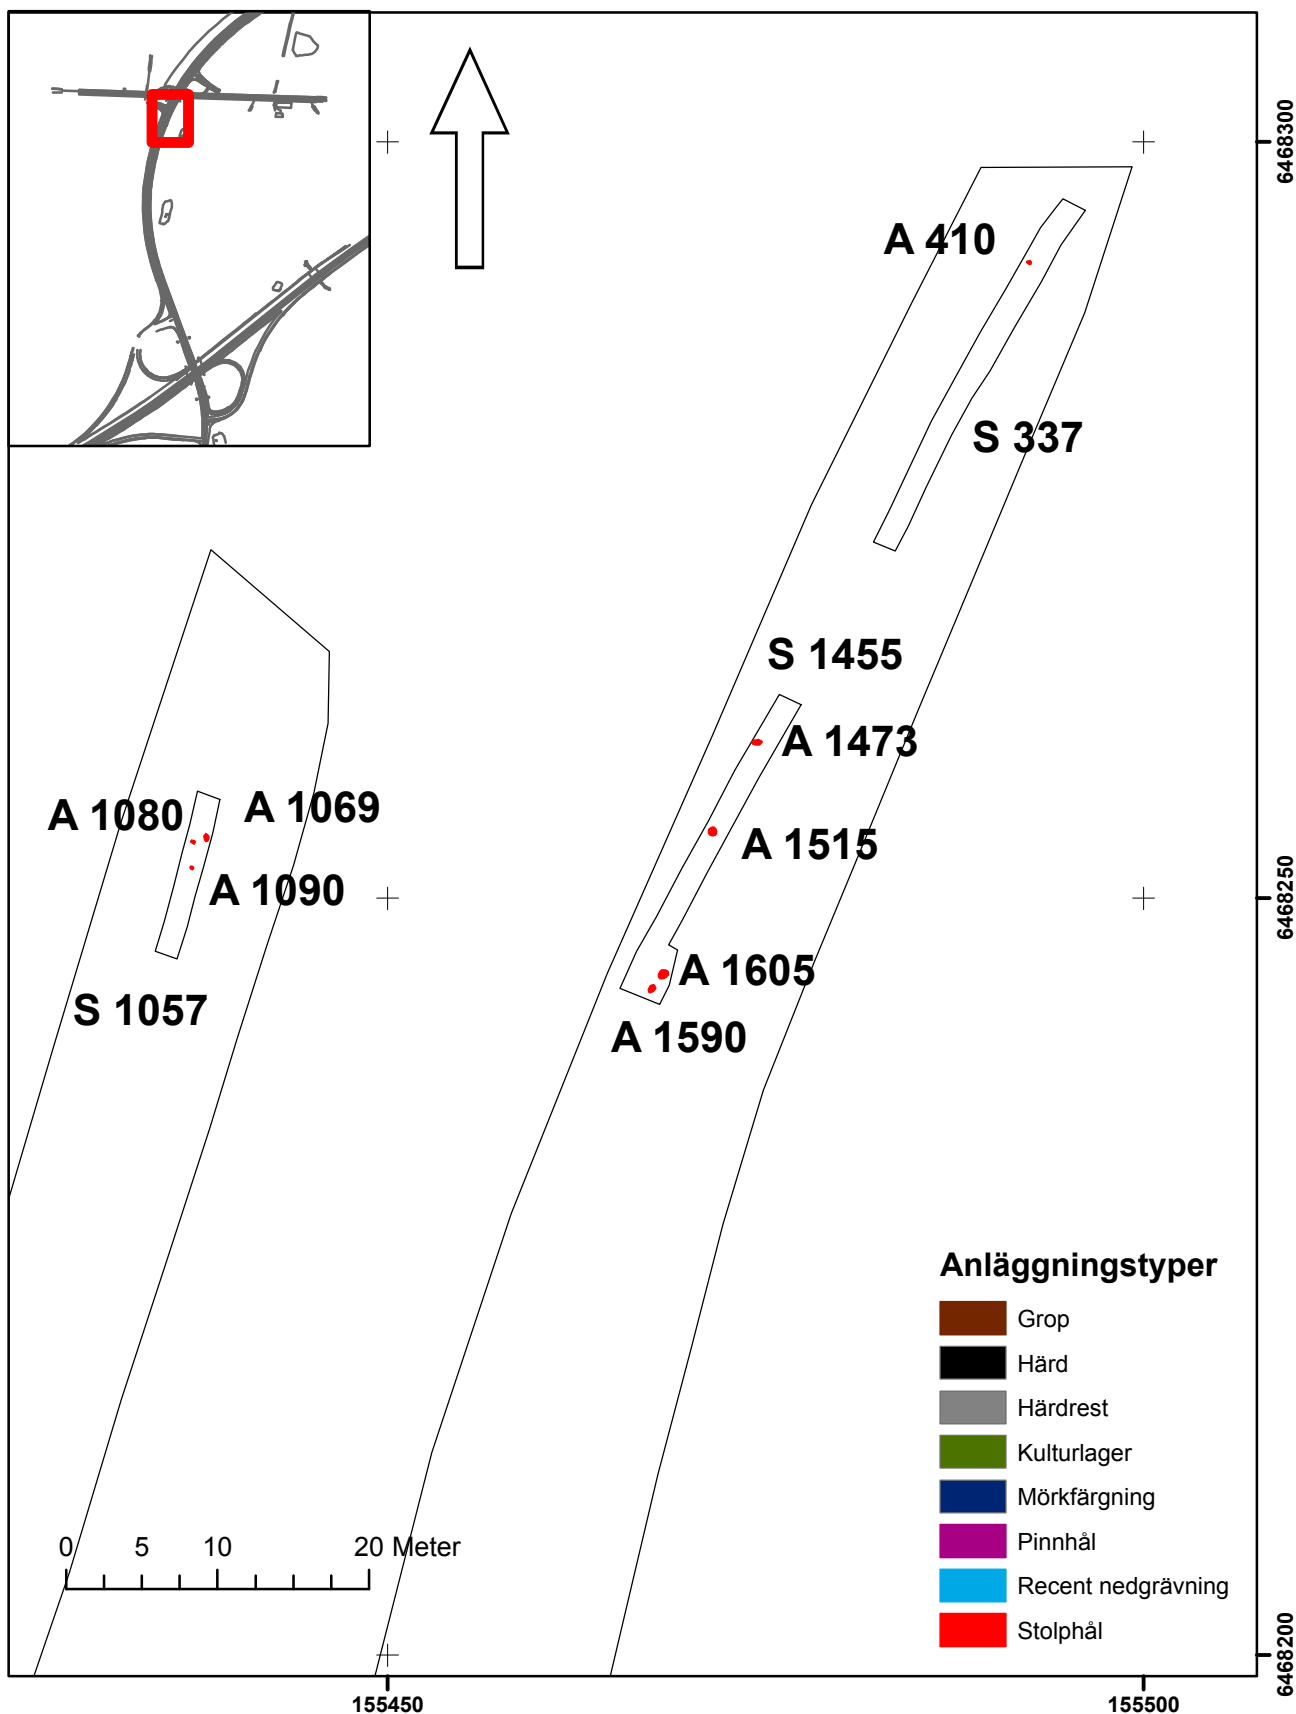 6468300
A 410
S 337
S 1455
A 1473
A 1080
A 1069
A 1515
A 1090
6468250
A 1605
S 1057
A 1590
Anläggningstyper
Grop
Härd
Härdrest
Kulturlager
Mörkfärgning
Pinnhål
Recent nedgrävning
Stolphål
0 5 10 20 Meter
6468200
155450 155500